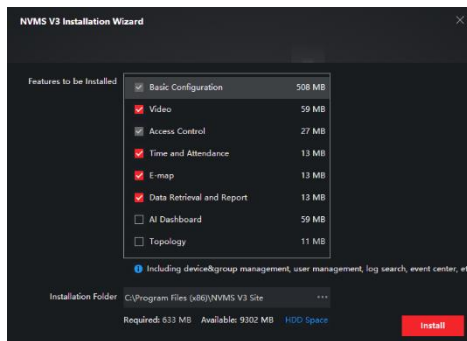 NVMS V3 Installation Wizard
Features to be Installed
Basic Configuration 508 MB
Video 59 MB
Access Control 27 MB
Time and Attendance 13 MB
E-map 13 MB
Data Retrieval and Report 13 MB
AI Dashboard 59 MB
Topology 11 MB
Including device&group management, user management, log search, event center, et
Installation Folder C:\Program Files (x86)\NVMS V3 Site ...
Required: 633 MB Available: 9302 MB HDD Space
Install